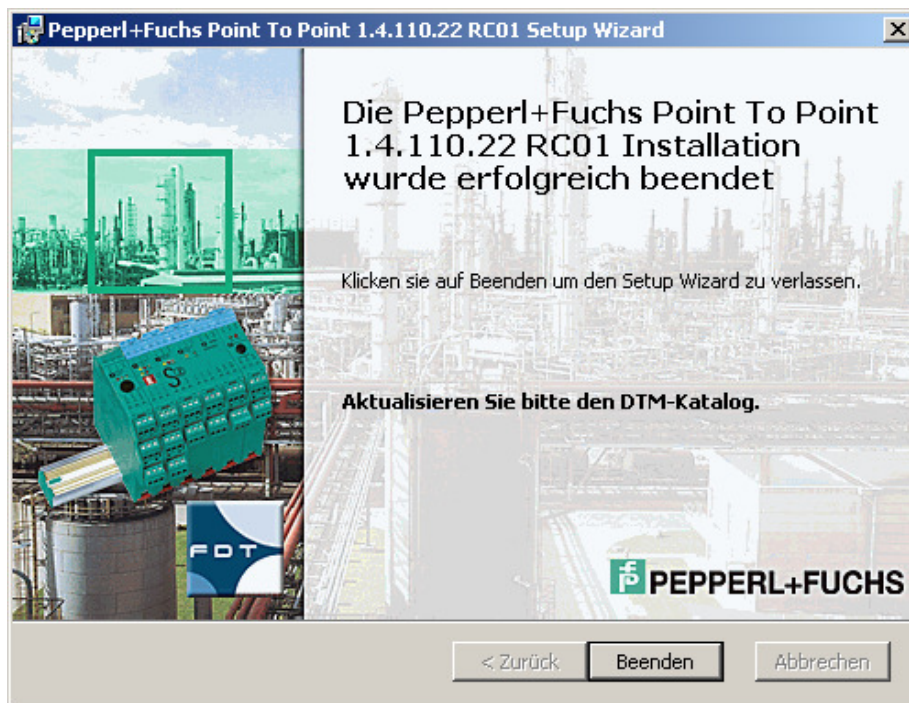 Pepperl+Fuchs Point To Point 1.4.110.22 RC01 Setup Wizard
Die Pepperl+Fuchs Point To Point
1.4.110.22 RC01 Installation
wurde erfolgreich beendet
Klicken sie auf Beenden um den Setup Wizard zu verlassen.
Aktualisieren Sie bitte den DTM-Katalog.
FDT
PEPPERL+FUCHS
< Zurück
Beenden
Abbrechen